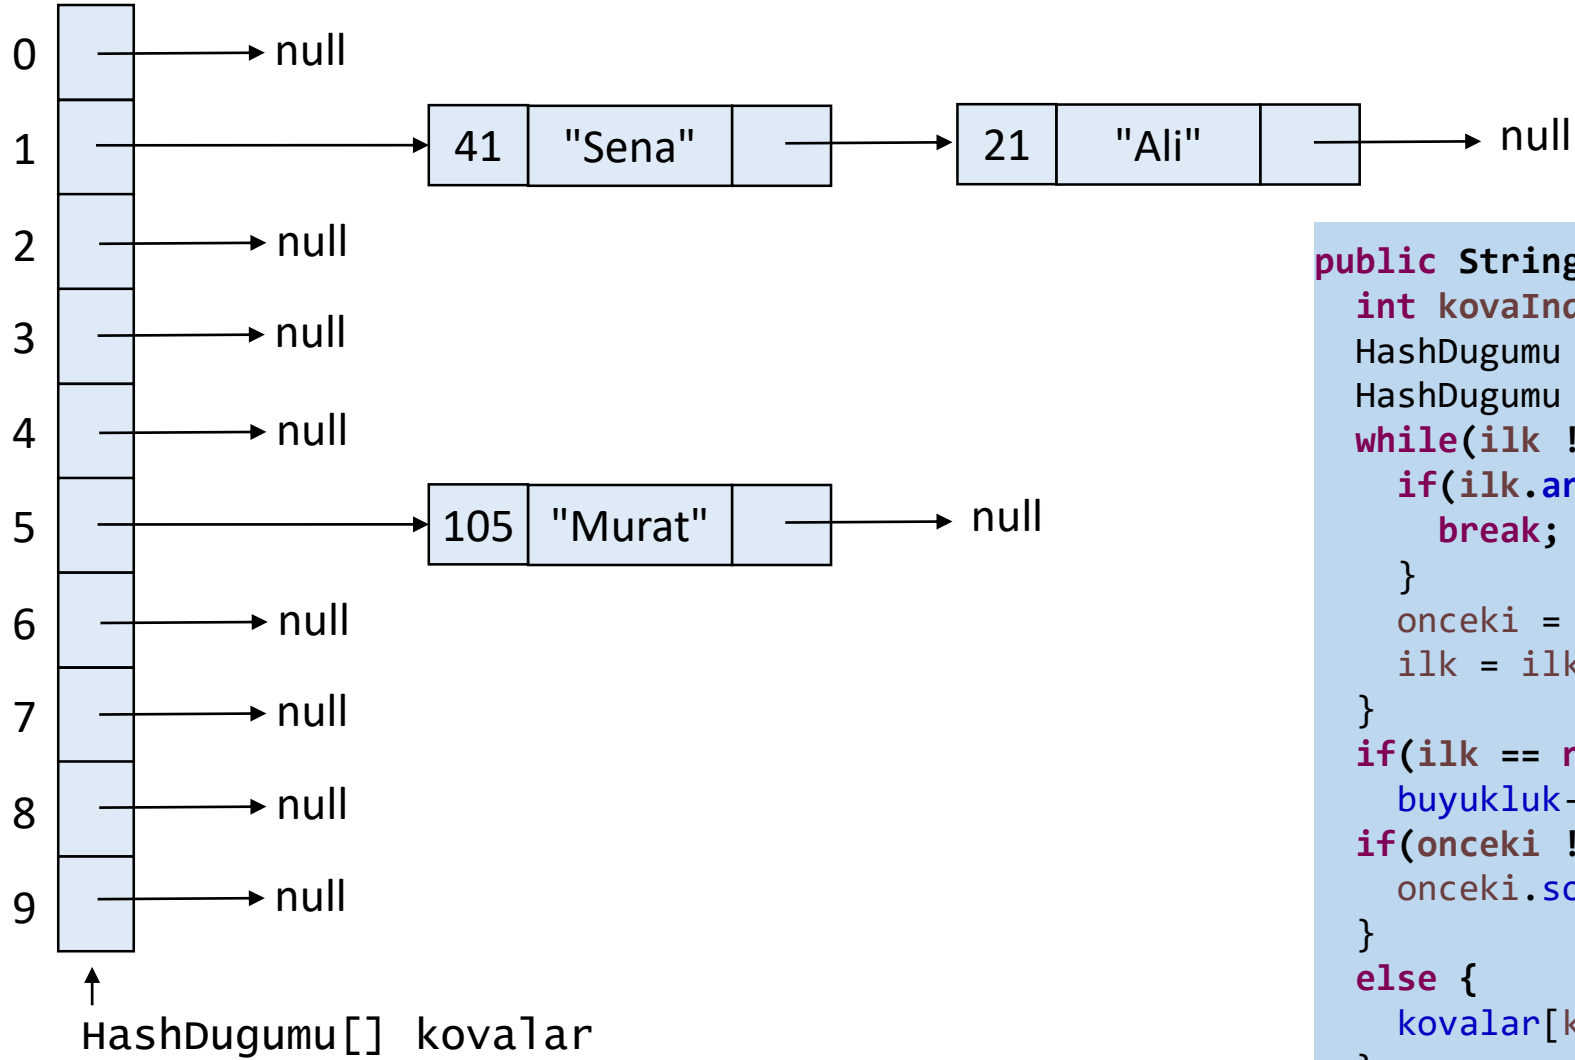 0 null
1 41 "Sena" 21 "Ali" null
2 null
3 null
4 null
5 105 "Murat" null
6 null
7 null
8 null
9 null
HashDugumu[] kovalar
public String
int kovaInd
HashDugumu
HashDugumu
while(ilk !
if(ilk.an
break;
}
onceki =
ilk = ilk
}
if(ilk == n
buyukluk-
if(onceki !
onceki.so
}
else {
kovalar[k
}